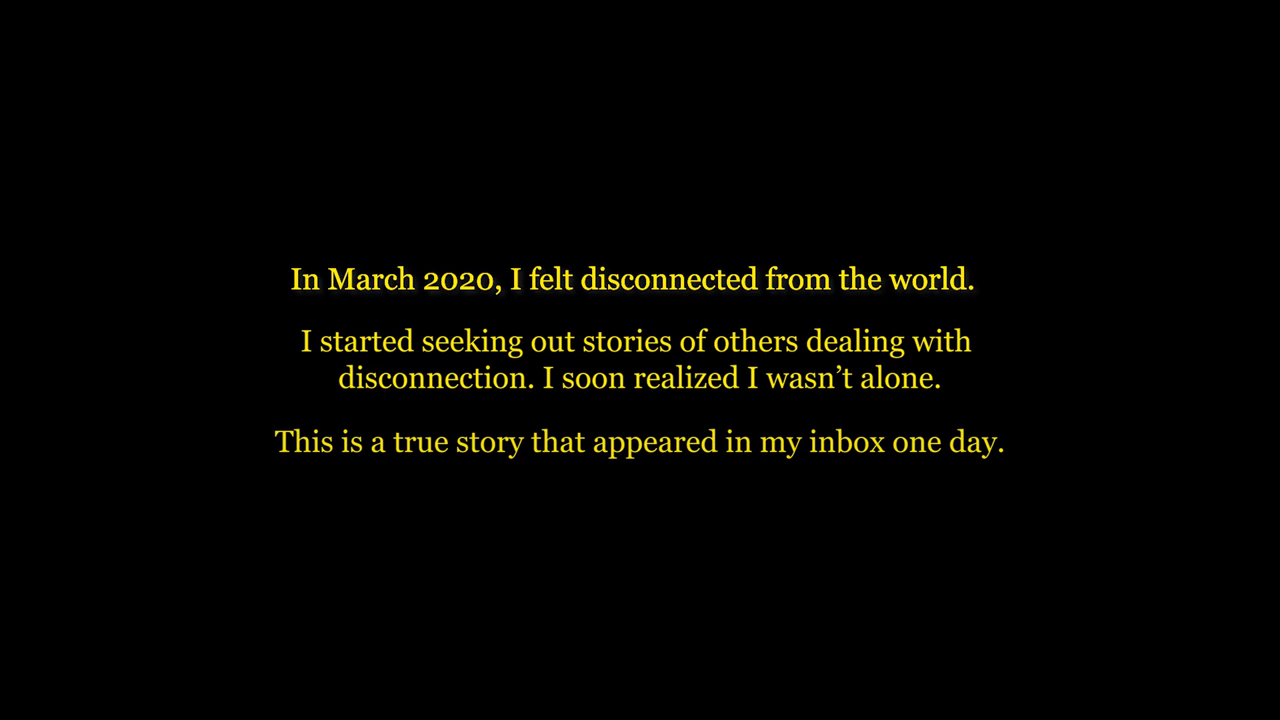 In March 2020, I felt disconnected from the world.
I started seeking out stories of others dealing with
disconnection. I soon realized I wasn’t alone.
This is a true story that appeared in my inbox one day.